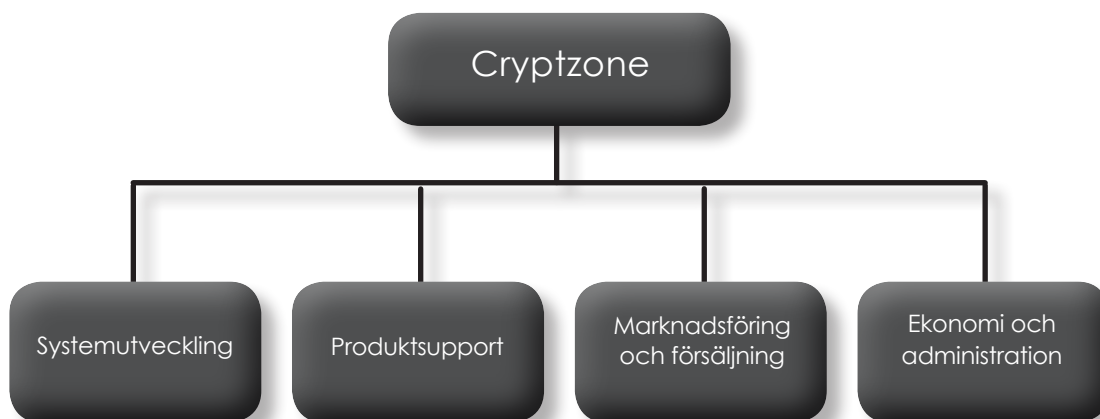 Cryptzone
Systemutveckling
Produktsupport
Marknadsföring
och försäljning
Ekonomi och
administration